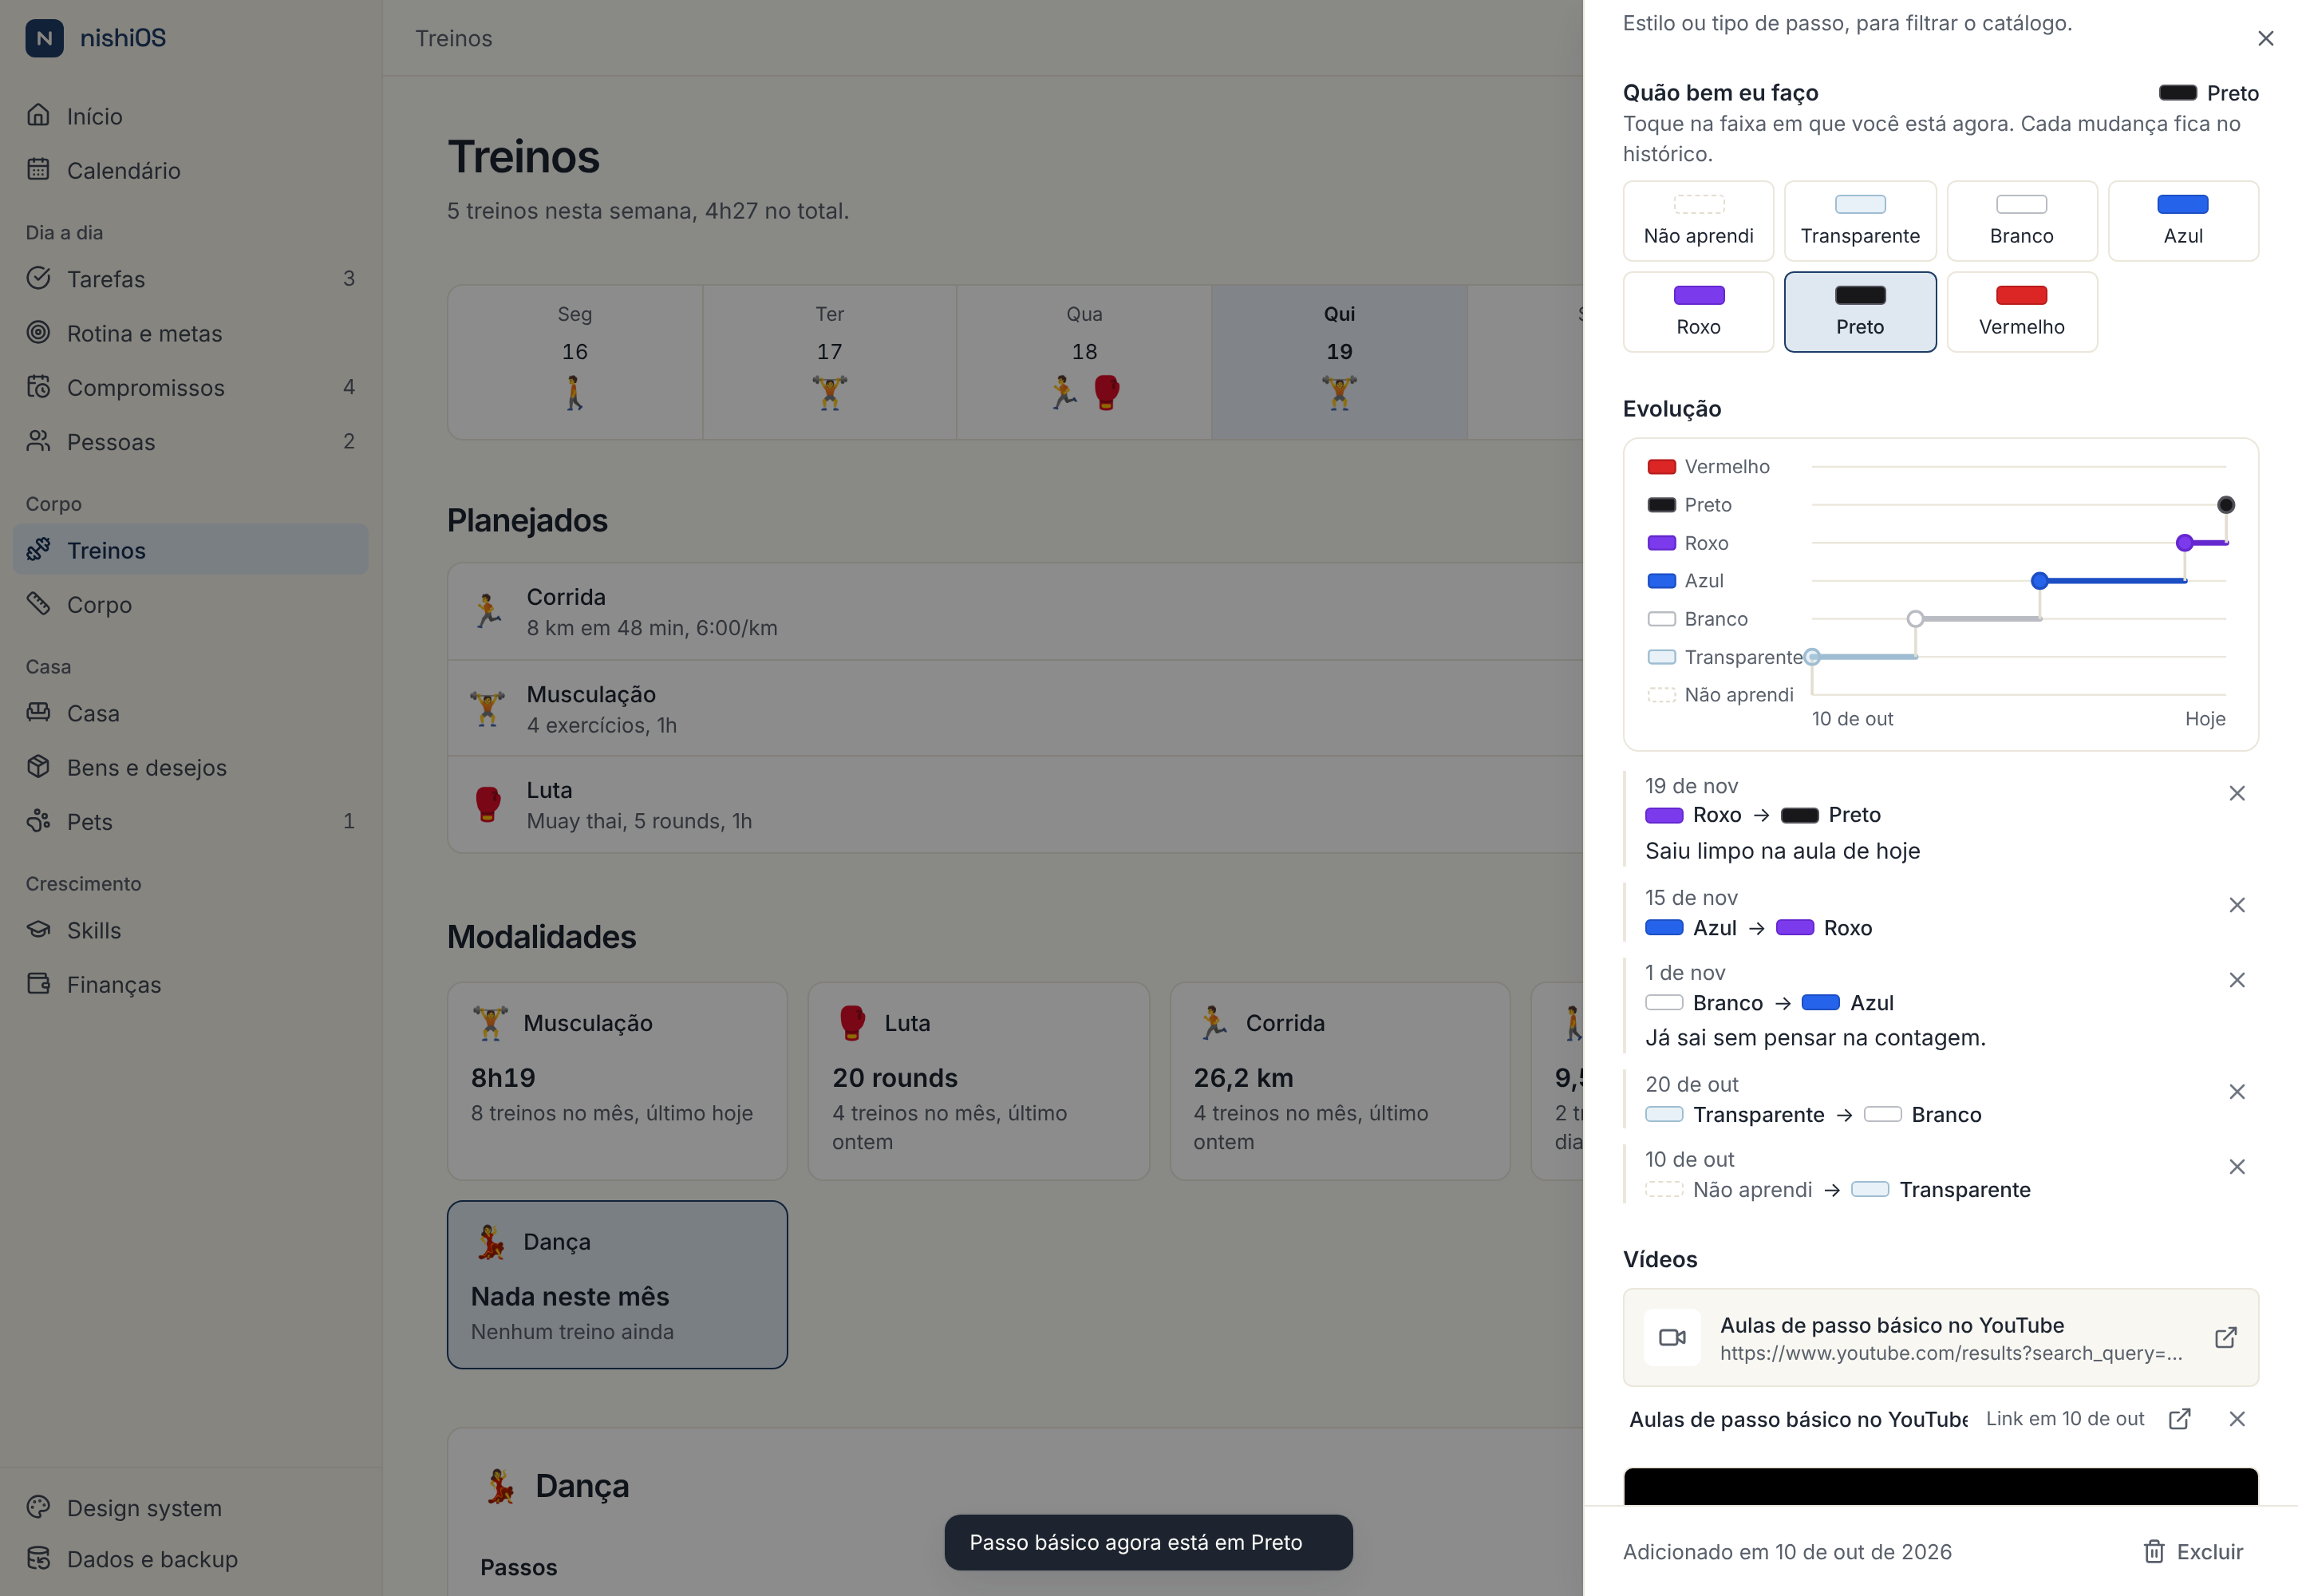 N nishiOS
Início
Calendário
Dia a dia
Tarefas 3
Rotina e metas
Compromissos 4
Pessoas 2
Corpo
Treinos
Corpo
Casa
Casa
Bens e desejos
Pets 1
Crescimento
Skills
Finanças
Design system
Dados e backup
Treinos
Treinos
5 treinos nesta semana, 4h27 no total.
Seg Ter Qua Qui
16 17 18 19
Planejados
Corrida
8 km em 48 min, 6:00/km
Musculação
4 exercícios, 1h
Luta
Muay thai, 5 rounds, 1h
Modalidades
Musculação
8h19
8 treinos no mês, último hoje
Luta
20 rounds
4 treinos no mês, último
ontem
Corrida
26,2 km
4 treinos no mês, último
ontem
Dança
Nada neste mês
Nenhum treino ainda
Dança
Passos
Passo básico agora está em Preto
Estilo ou tipo de passo, para filtrar o catálogo.
Quão bem eu faço Preto
Toque na faixa em que você está agora. Cada mudança fica no
histórico.
Não aprendi Transparente Branco Azul
Roxo Preto Vermelho
Evolução
Vermelho
Preto
Roxo
Azul
Branco
Transparente
Não aprendi
10 de out Hoje
19 de nov
Roxo → Preto
Saiu limpo na aula de hoje
15 de nov
Azul → Roxo
1 de nov
Branco → Azul
Já sai sem pensar na contagem.
20 de out
Transparente → Branco
10 de out
Não aprendi → Transparente
Vídeos
Aulas de passo básico no YouTube
https://www.youtube.com/results?search_query=...
Aulas de passo básico no YouTube Link em 10 de out
Adicionado em 10 de out de 2026 Excluir